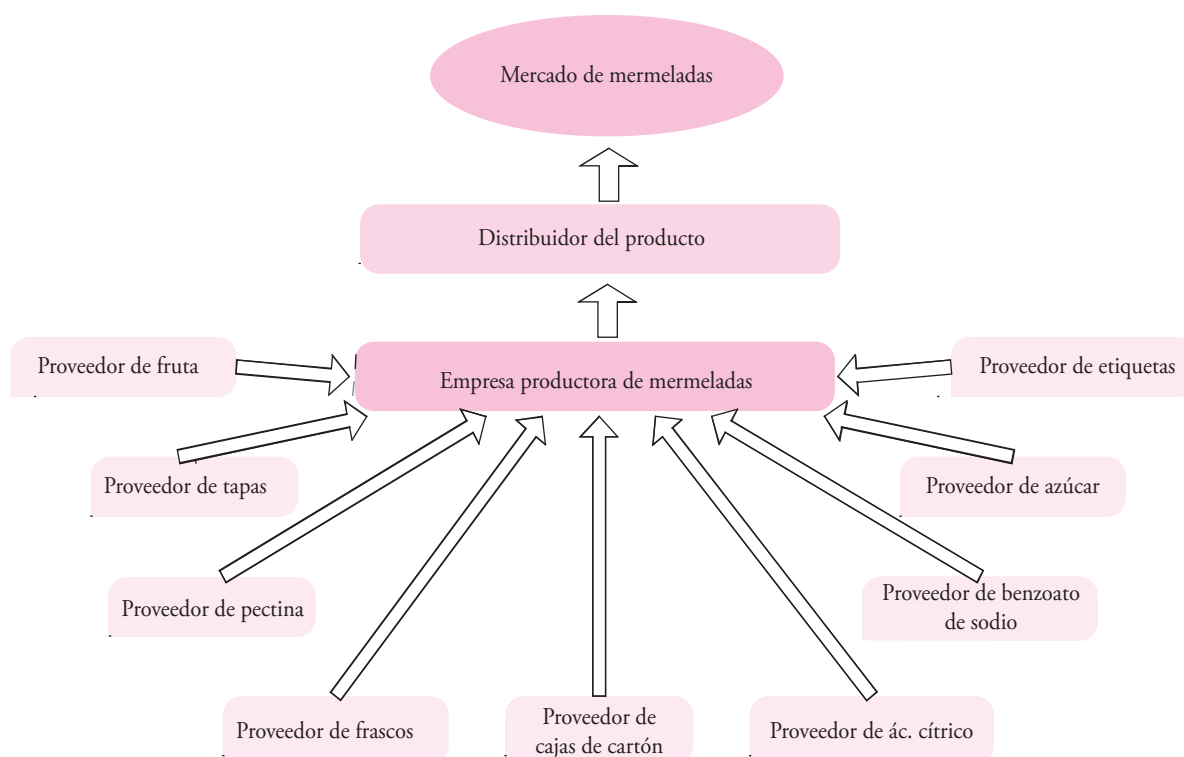 Mercado de mermeladas
Distribuidor del producto
Proveedor de fruta
Empresa productora de mermeladas
Proveedor de etiquetas
Proveedor de tapas
Proveedor de azúcar
Proveedor de pectina
Proveedor de benzoato
de sodio
Proveedor de frascos
Proveedor de
cajas de cartón
Proveedor de ác. cítrico